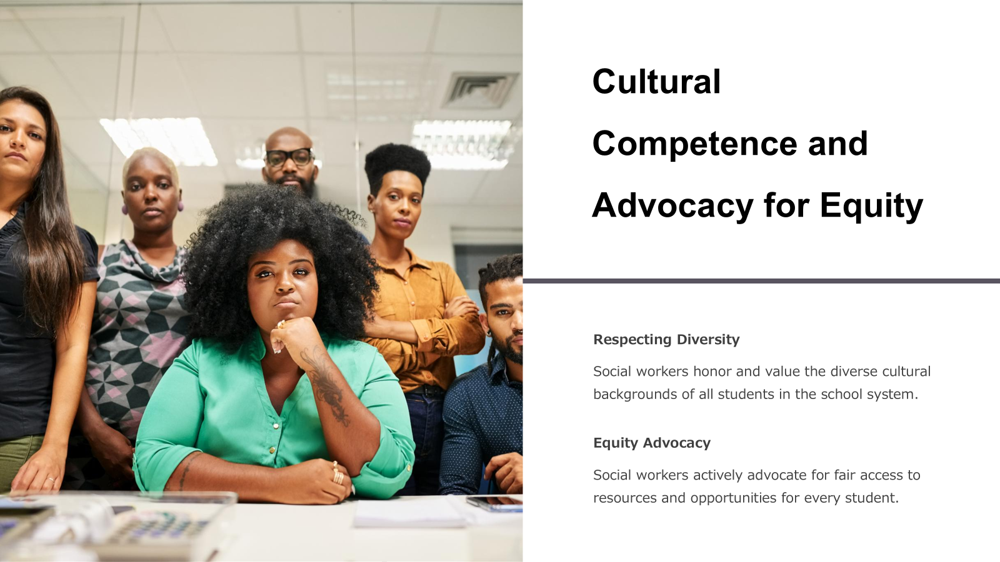 Cultural
Competence and
Advocacy for Equity
Respecting Diversity
Social workers honor and value the diverse cultural
backgrounds of all students in the school system.
Equity Advocacy
Social workers actively advocate for fair access to
resources and opportunities for every student.